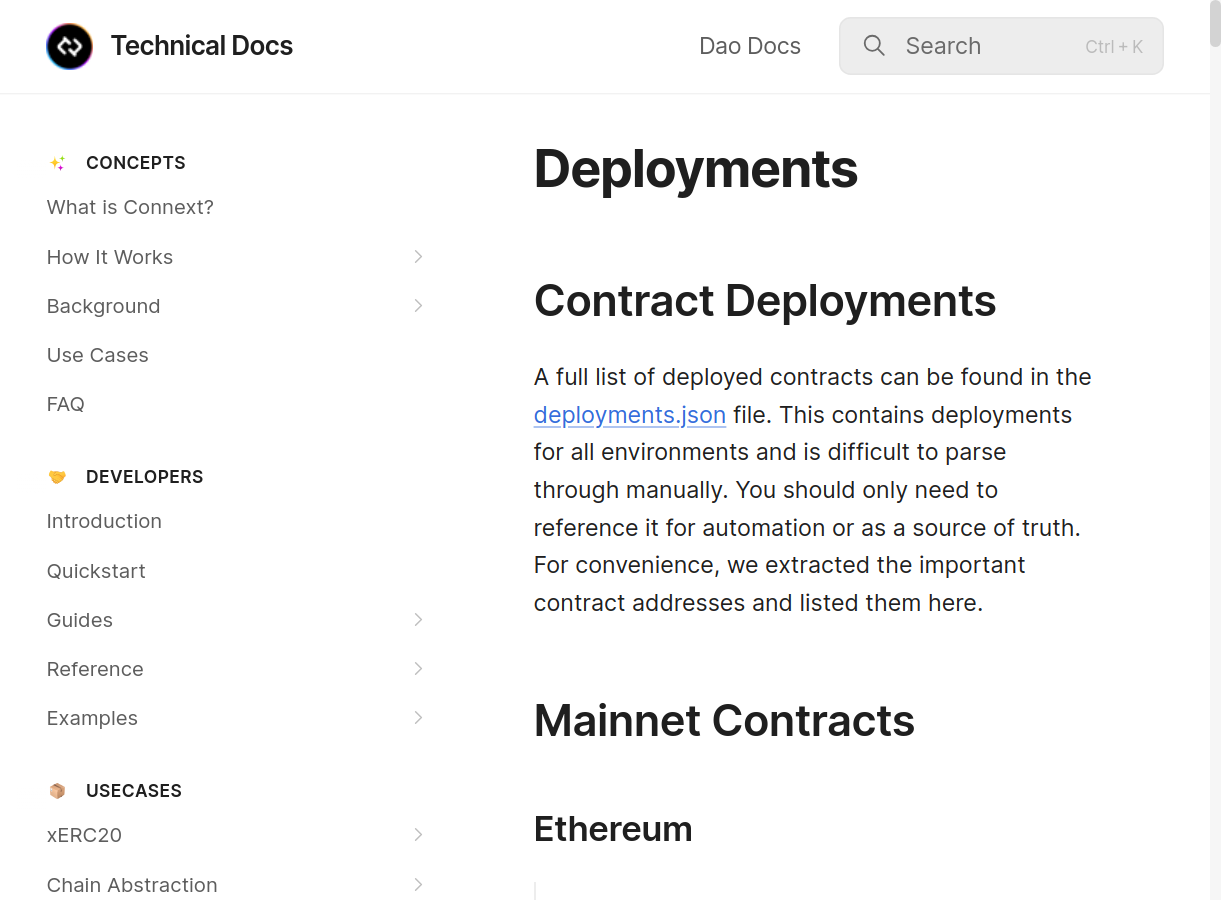 Technical Docs
Dao Docs
Search
Ctrl + K
CONCEPTS
What is Connext?
How It Works
Background
Use Cases
FAQ
DEVELOPERS
Introduction
Quickstart
Guides
Reference
Examples
USECASES
xERC20
Chain Abstraction
Deployments
Contract Deployments
A full list of deployed contracts can be found in the
deployments.json file. This contains deployments
for all environments and is difficult to parse
through manually. You should only need to
reference it for automation or as a source of truth.
For convenience, we extracted the important
contract addresses and listed them here.
Mainnet Contracts
Ethereum